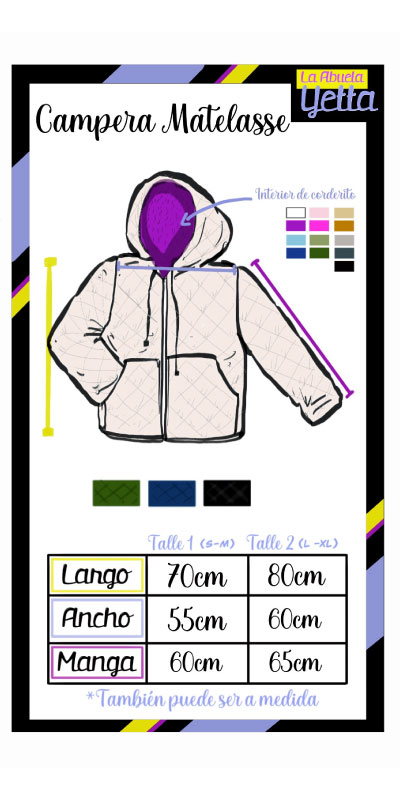 La Abuela
Yetta
Campera Matelasse
Interior de corderito
Talle 1 (S-M) Talle 2 (L -XL)
Largo 70cm 80cm
Ancho 55cm 60cm
Manga 60cm 65cm
*También puede ser a medida